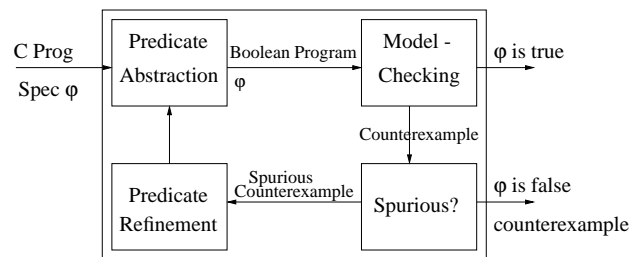 C Prog
Spec φ
Predicate
Abstraction
Boolean Program
φ
Model -
Checking
φ is true
Counterexample
Predicate
Refinement
Spurious
Counterexample
Spurious?
φ is false
counterexample